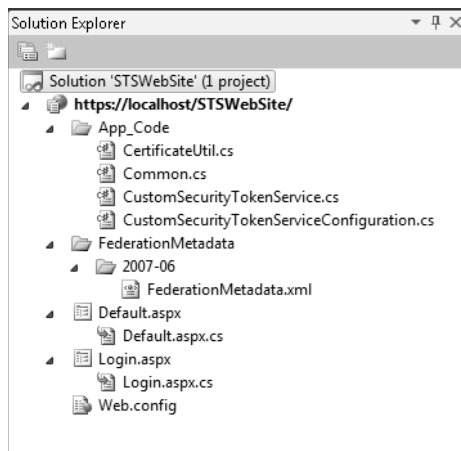 Solution Explorer
Solution 'STSWebSite' (1 project)
https://localhost/STSWebSite/
App_Code
CertificateUtil.cs
Common.cs
CustomSecurityTokenService.cs
CustomSecurityTokenServiceConfiguration.cs
FederationMetadata
2007-06
FederationMetadata.xml
Default.aspx
Default.aspx.cs
Login.aspx
Login.aspx.cs
Web.config